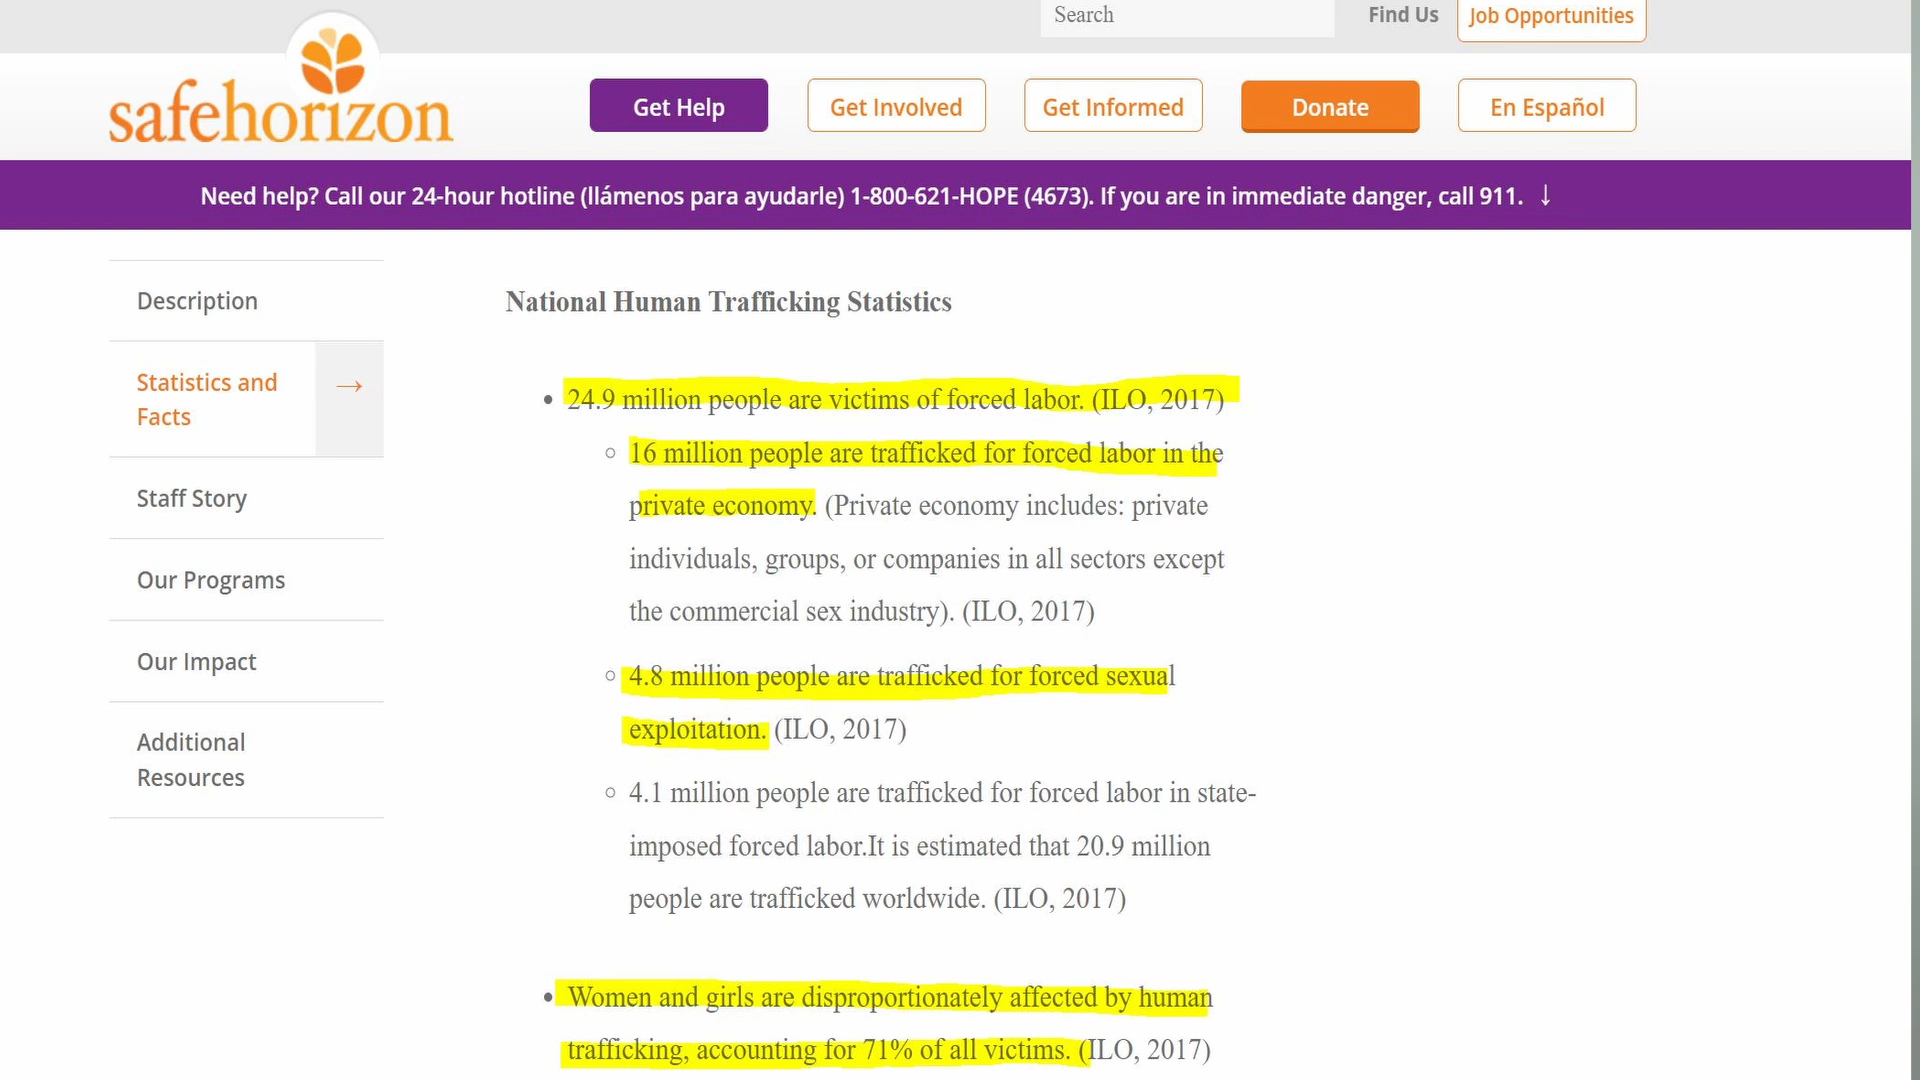 Search
Find Us
Job Opportunities
safehorizon
Get Help
Get Involved
Get Informed
Donate
En Español
Need help? Call our 24-hour hotline (llámenos para ayudarle) 1-800-621-HOPE (4673). If you are in immediate danger, call 911. ↓
Description
Statistics and
Facts
→
Staff Story
Our Programs
Our Impact
Additional
Resources
National Human Trafficking Statistics
• 24.9 million people are victims of forced labor. (ILO, 2017)
○ 16 million people are trafficked for forced labor in the
private economy. (Private economy includes: private
individuals, groups, or companies in all sectors except
the commercial sex industry). (ILO, 2017)
○ 4.8 million people are trafficked for forced sexual
exploitation. (ILO, 2017)
○ 4.1 million people are trafficked for forced labor in state-
imposed forced labor.It is estimated that 20.9 million
people are trafficked worldwide. (ILO, 2017)
• Women and girls are disproportionately affected by human
trafficking, accounting for 71% of all victims. (ILO, 2017)